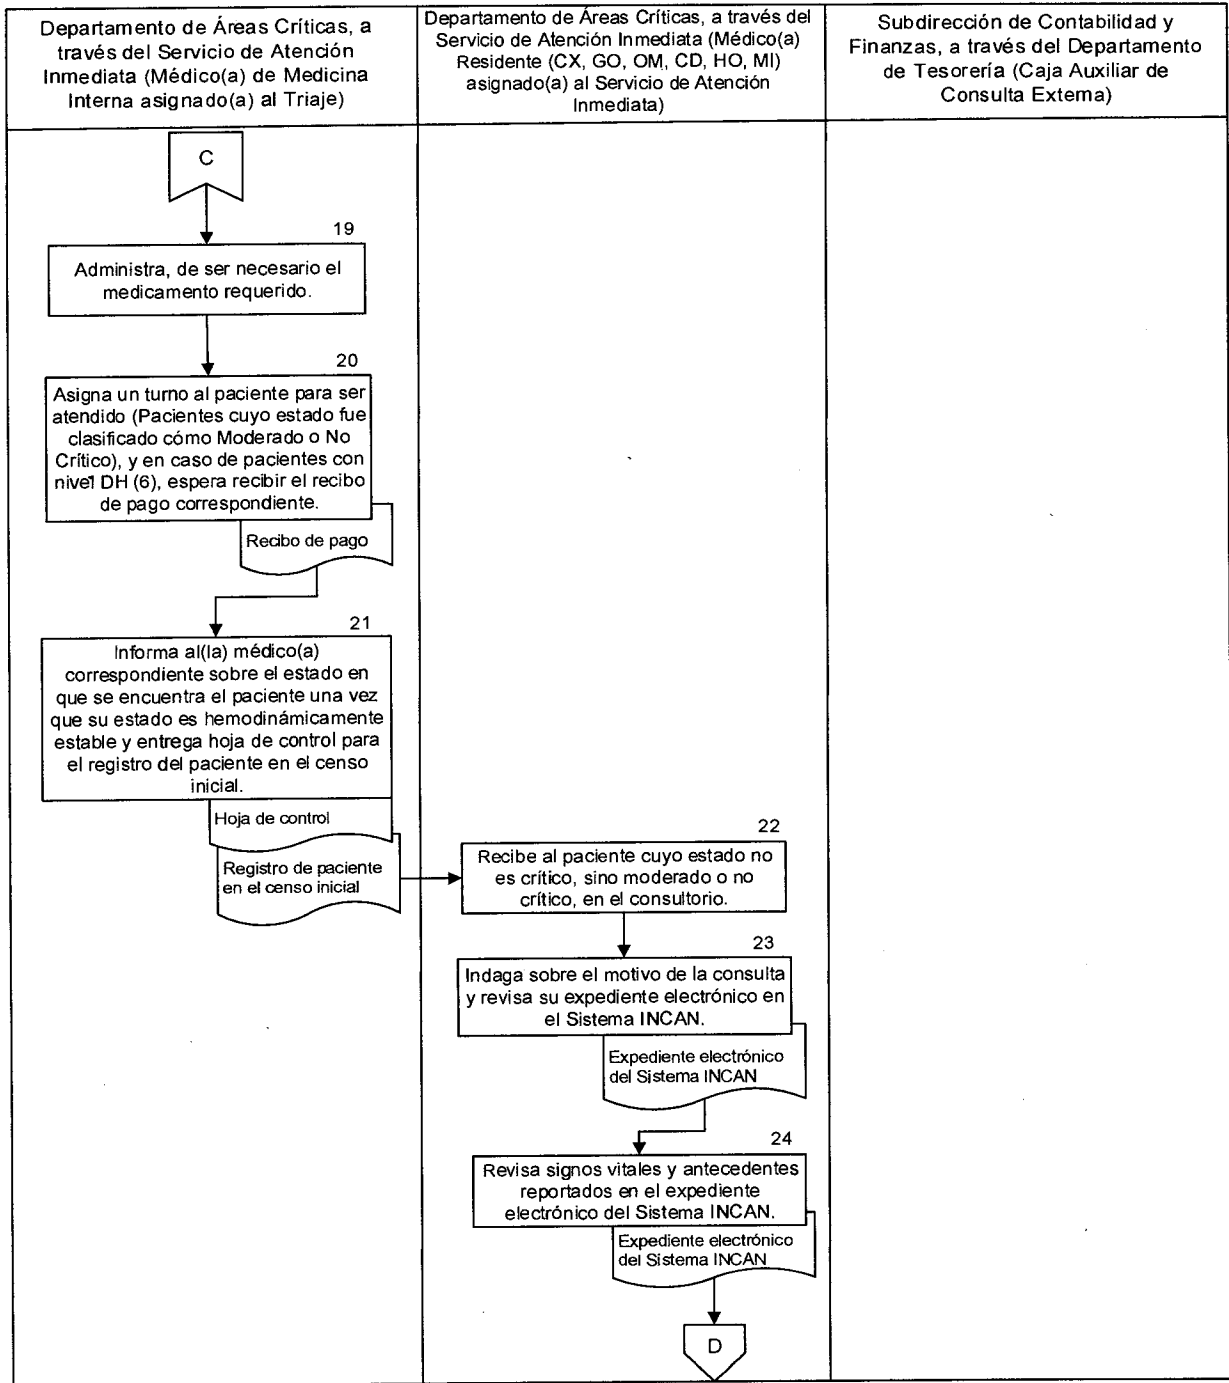 Departamento de Áreas Críticas, a
través del Servicio de Atención
Inmediata (Médico(a) de Medicina
Interna asignado(a) al Triaje)
Departamento de Áreas Críticas, a través del
Servicio de Atención Inmediata (Médico(a)
Residente (CX, GO, OM, CD, HO, MI)
asignado(a) al Servicio de Atención
Inmediata)
Subdirección de Contabilidad y
Finanzas, a través del Departamento
de Tesorería (Caja Auxiliar de
Consulta Externa)
C
19
Administra, de ser necesario el
medicamento requerido.
20
Asigna un turno al paciente para ser
atendido (Pacientes cuyo estado fue
clasificado cómo Moderado o No
Crítico), y en caso de pacientes con
nivel DH (6), espera recibir el recibo
de pago correspondiente.
Recibo de pago
21
Informa al(la) médico(a)
correspondiente sobre el estado en
que se encuentra el paciente una vez
que su estado es hemodinámicamente
estable y entrega hoja de control para
el registro del paciente en el censo
inicial.
Hoja de control
Registro de paciente
en el censo inicial
22
Recibe al paciente cuyo estado no
es crítico, sino moderado o no
crítico, en el consultorio.
23
Indaga sobre el motivo de la consulta
y revisa su expediente electrónico en
el Sistema INCAN.
Expediente electrónico
del Sistema INCAN
24
Revisa signos vitales y antecedentes
reportados en el expediente
electrónico del Sistema INCAN.
Expediente electrónico
del Sistema INCAN
D